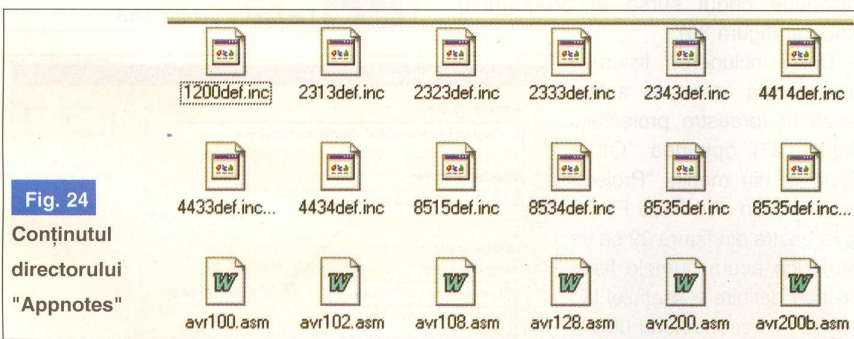 1200def.inc 2313def.inc 2323def.inc 2333def.inc 2343def.inc 4414def.inc
4433def.inc... 4434def.inc 8515def.inc 8534def.inc 8535def.inc 8535def.inc...
Fig. 24
Conținutul
directorului
"Appnotes"
avr100.asm avr102.asm avr108.asm avr128.asm avr200.asm avr200b.asm